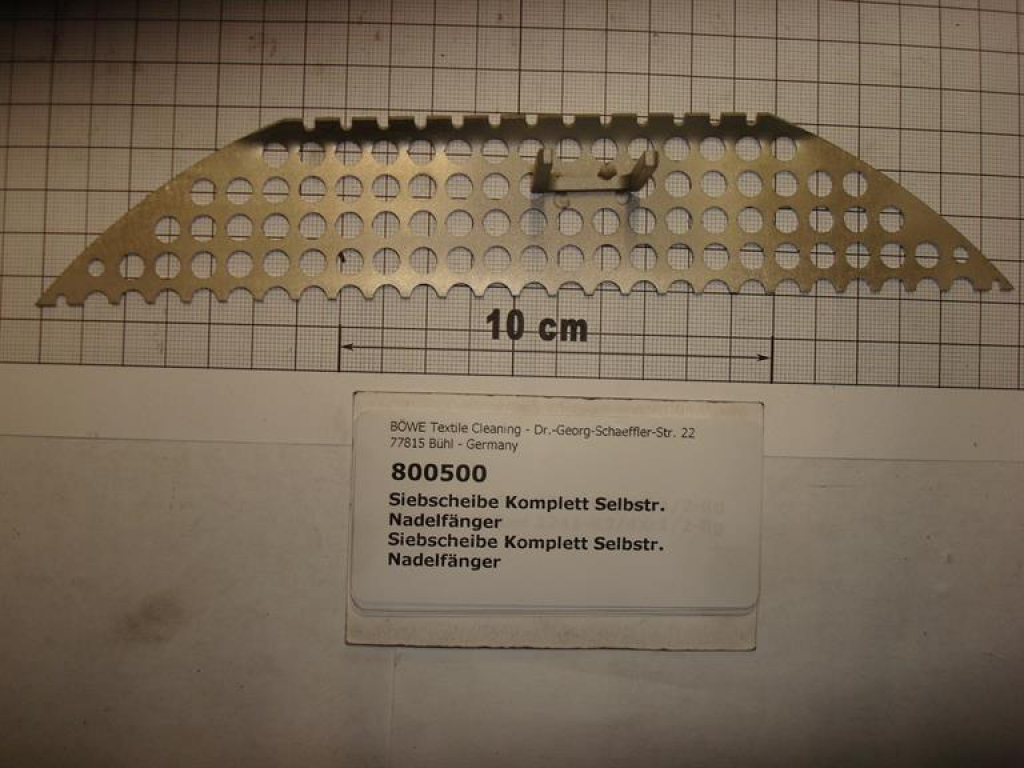 10 cm
BÖWE Textile Cleaning - Dr.-Georg-Schaeffler-Str. 22
77815 Bühl - Germany
800500
Siebscheibe Komplett Selbstr.
Nadelfänger
Siebscheibe Komplett Selbstr.
Nadelfänger